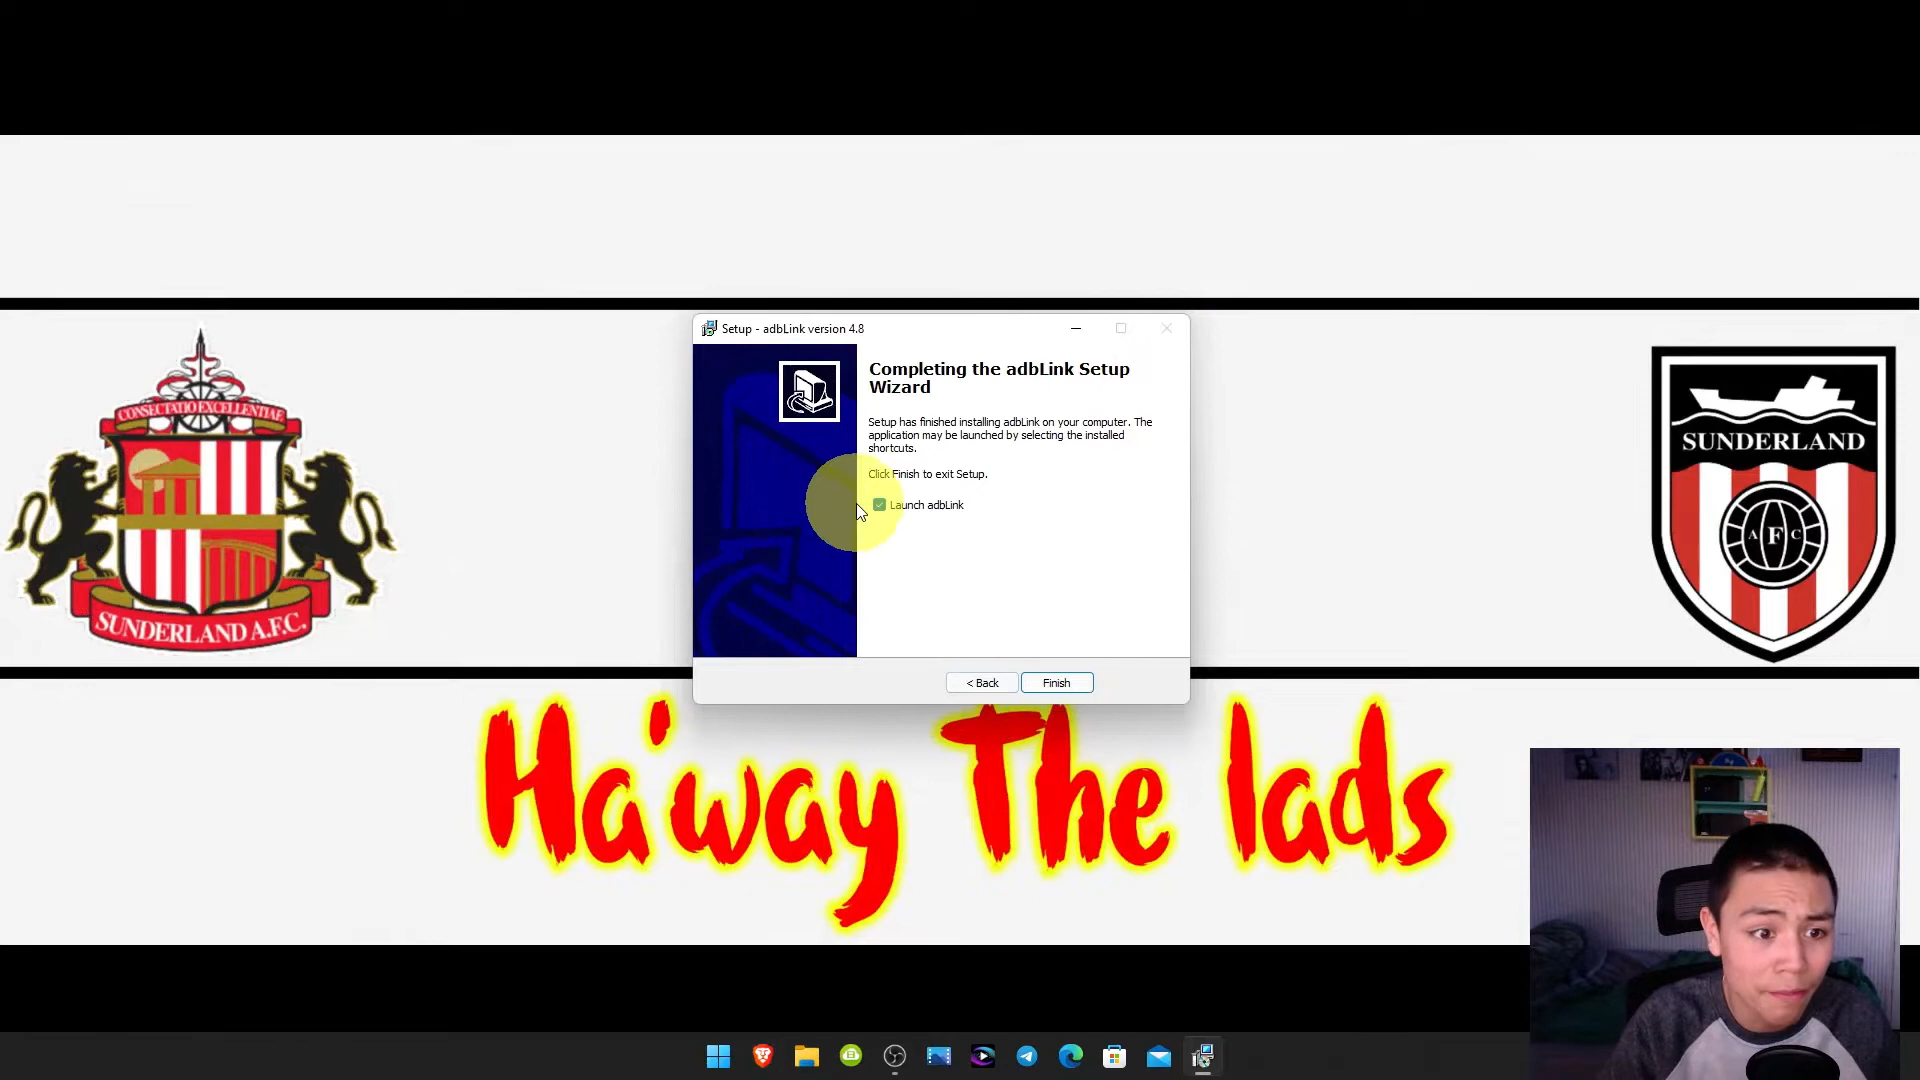 Setup - adbLink version 4.8
Completing the adbLink Setup
Wizard
Setup has finished installing adbLink on your computer. The
application may be launched by selecting the installed
shortcuts.
Click Finish to exit Setup.
Launch adbLink
< Back
Finish
CONSECTATIO EXCELLENTIAE
SUNDERLAND A.F.C.
SUNDERLAND
A F C
Ha'way The lads